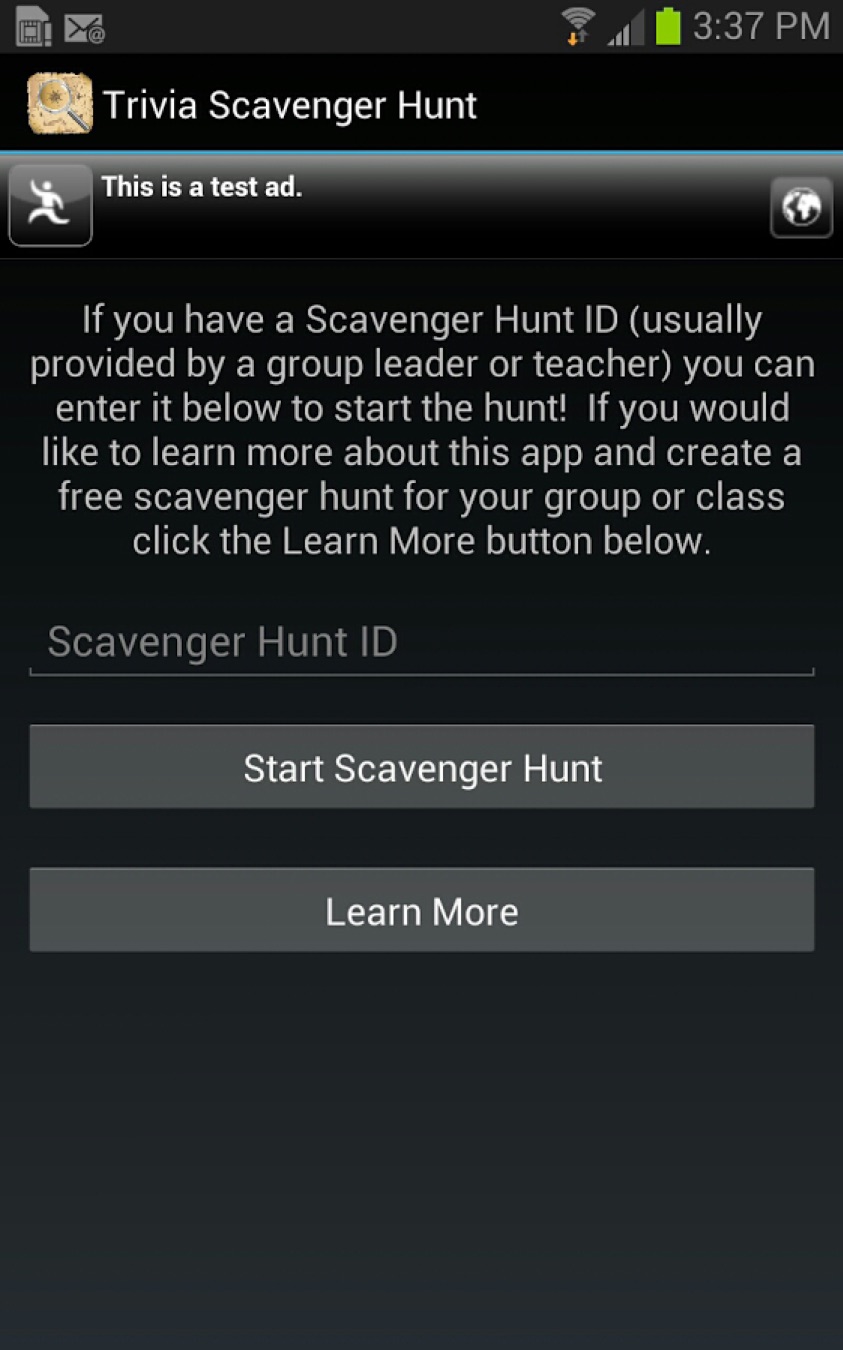 3:37 PM
Trivia Scavenger Hunt
This is a test ad.
If you have a Scavenger Hunt ID (usually
provided by a group leader or teacher) you can
enter it below to start the hunt!  If you would
like to learn more about this app and create a
free scavenger hunt for your group or class
click the Learn More button below.
Scavenger Hunt ID
Start Scavenger Hunt
Learn More